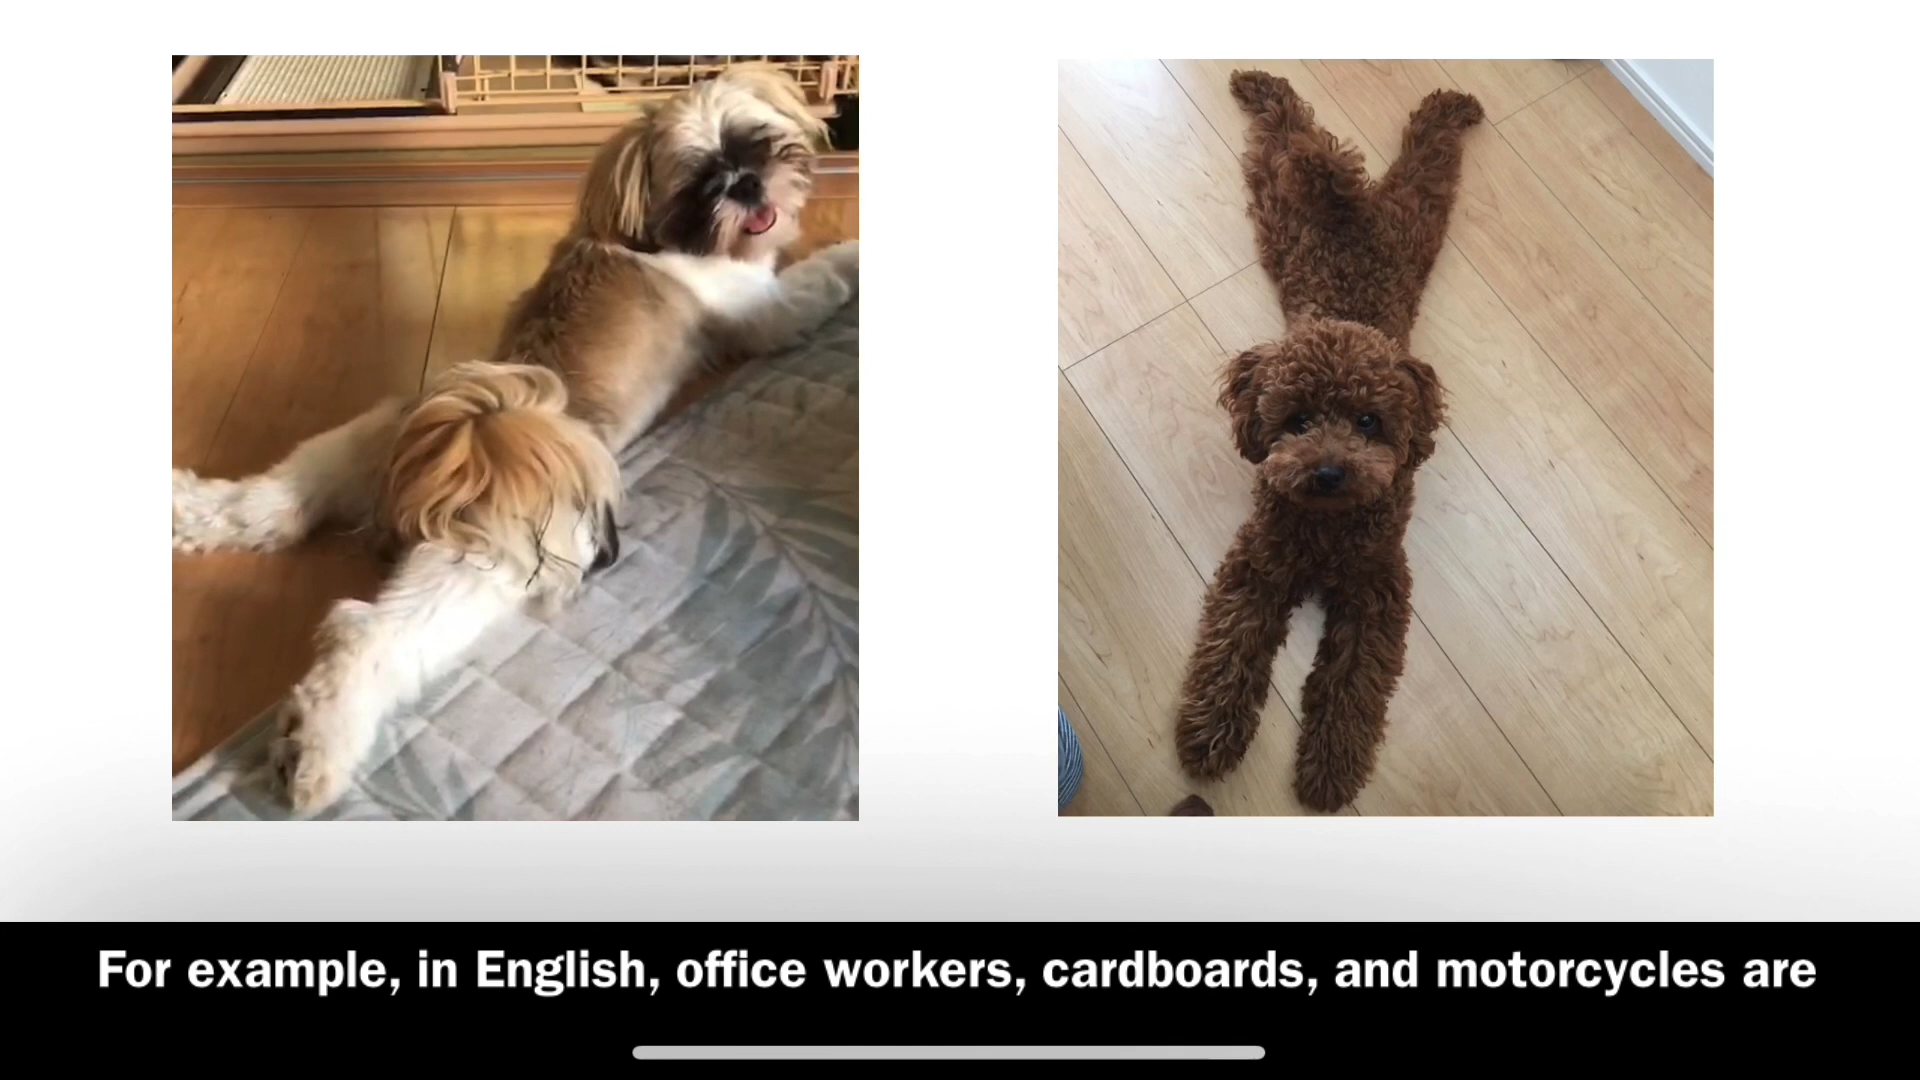 For example, in English, office workers, cardboards, and motorcycles are